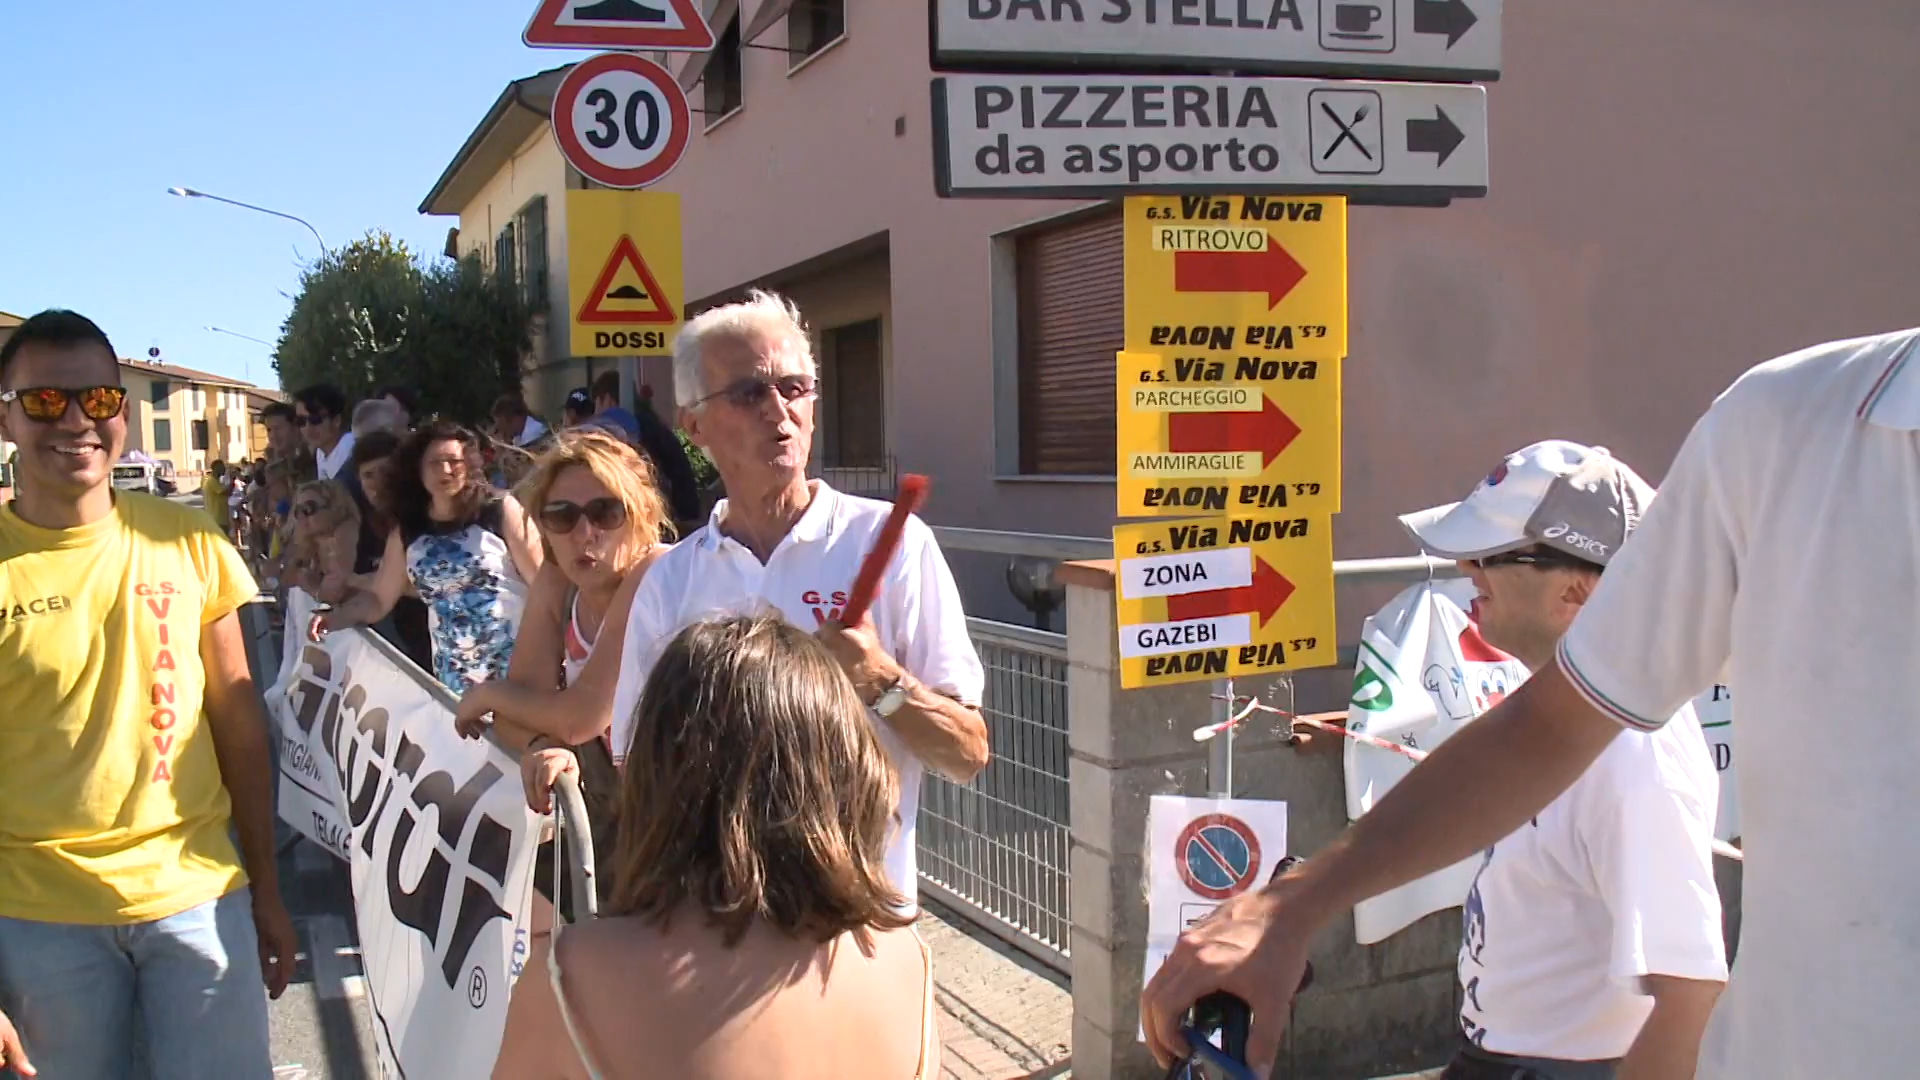 BAR STELLA
PIZZERIA
da asporto
30
DOSSI
G.S. Via Nova
RITROVO
G.S. Via Nova
G.S. Via Nova
PARCHEGGIO
AMMIRAGLIE
G.S. Via Nova
G.S. Via Nova
ZONA
GAZEBI
G.S. Via Nova
G.S.
VIA NOVA
G.S.
asics
Giordi
®
D